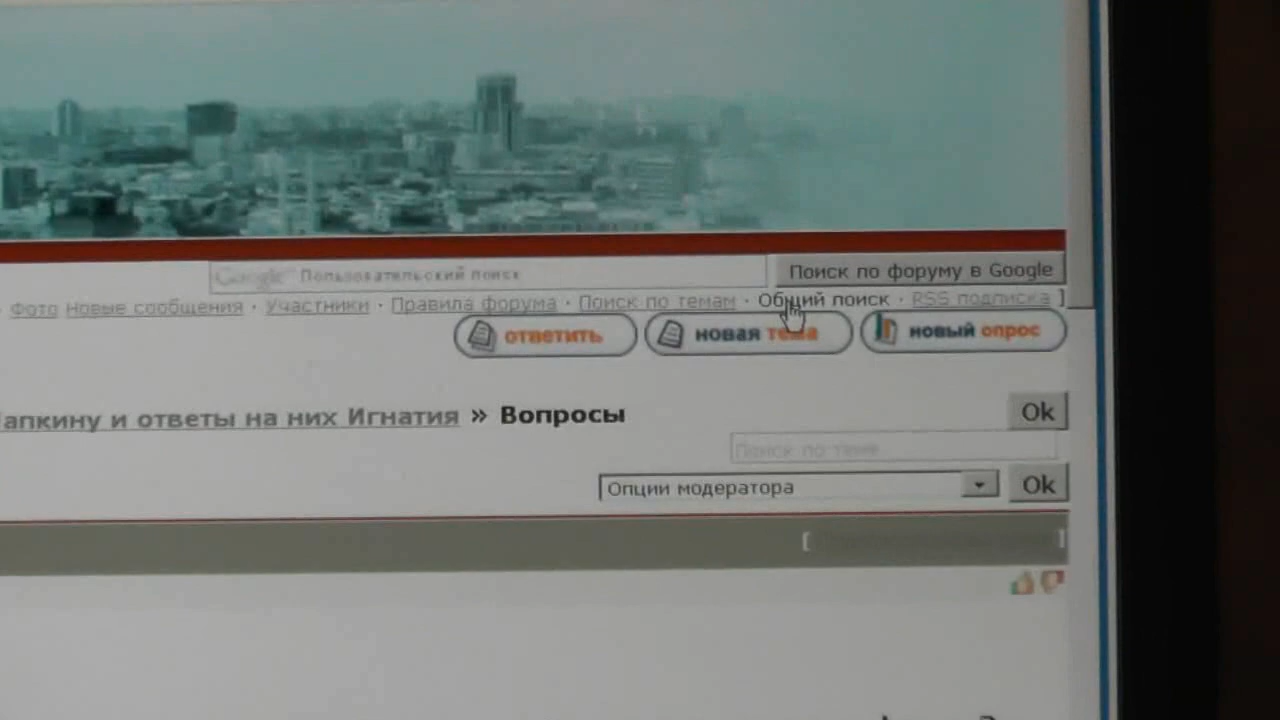 Google Пользовательский поиск Поиск по форуму в Google
· Фото Новые сообщения · Участники · Правила форума · Поиск по темам · Общий поиск · RSS подписка ]
ответить новая тема новый опрос
апкину и ответы на них Игнатия » Вопросы Ok
Поиск по теме
Опции модератора Ok
[ ]